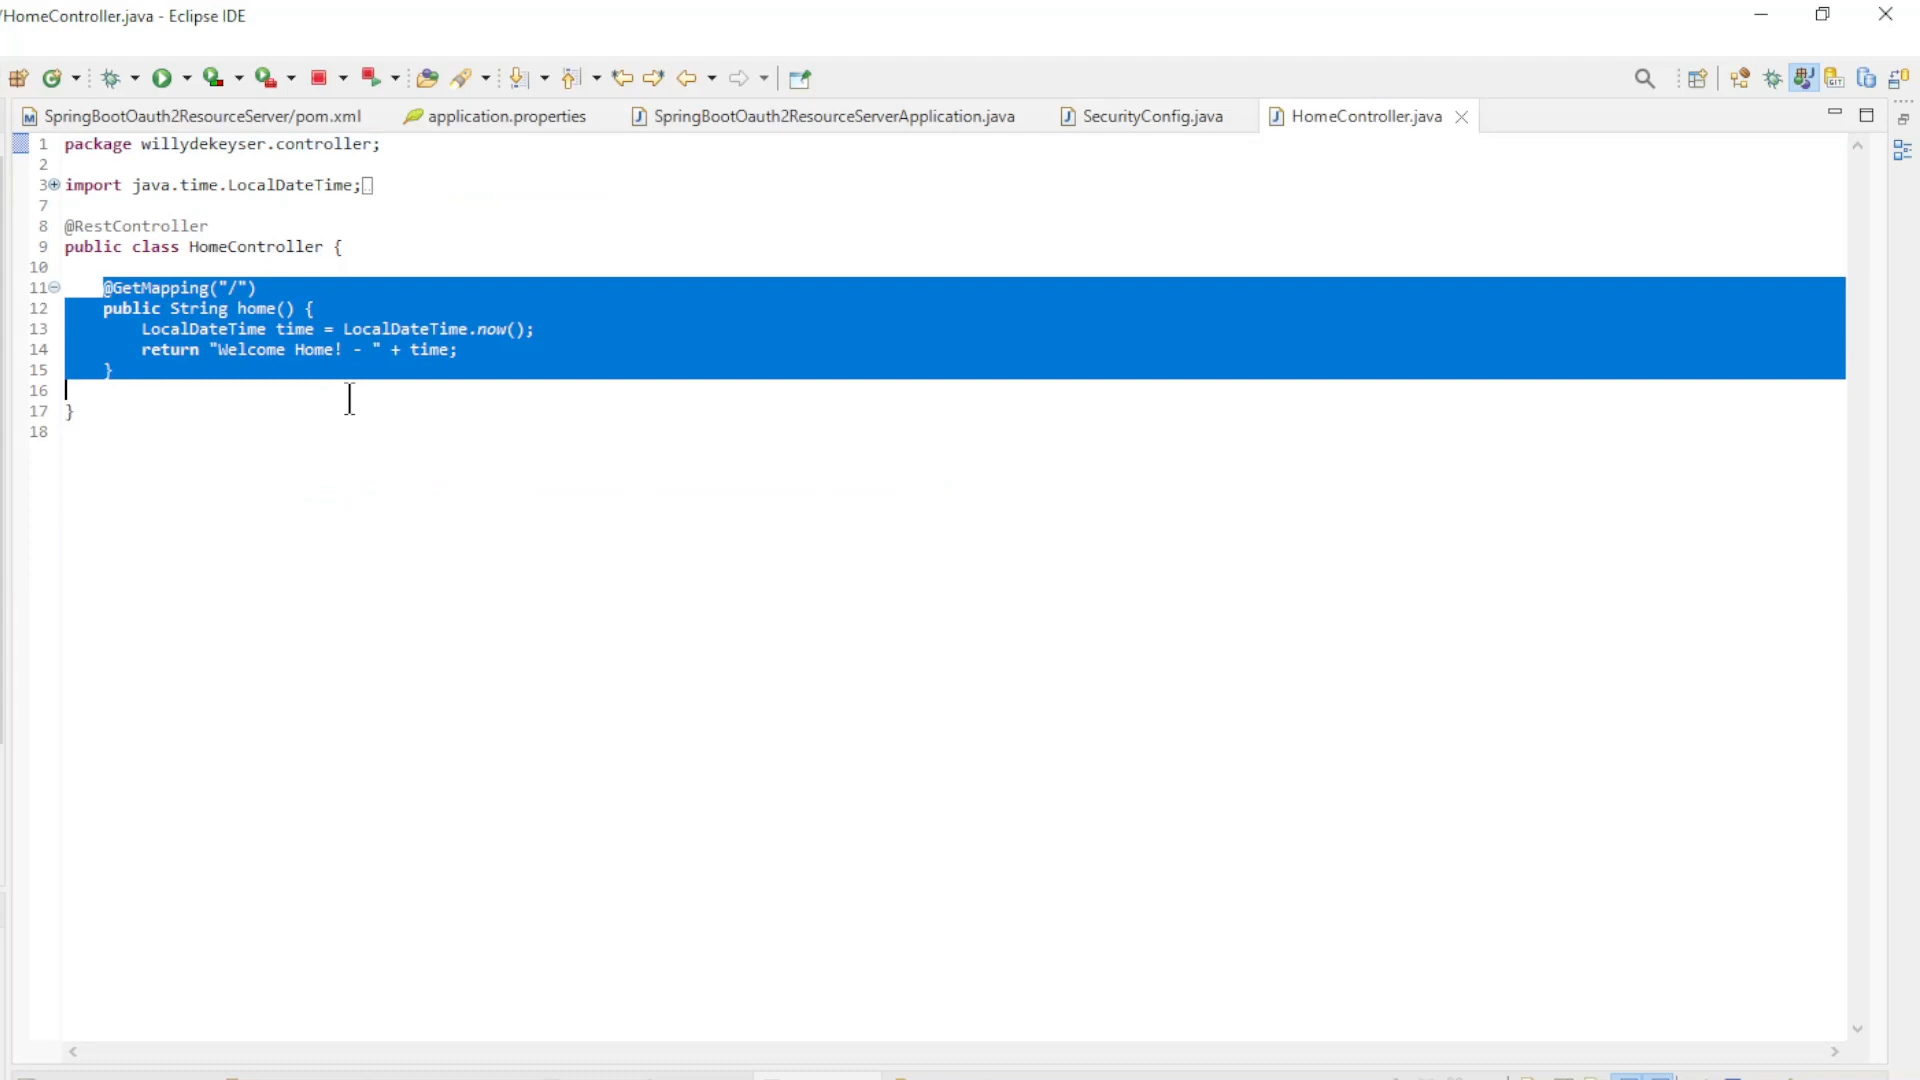 /HomeController.java - Eclipse IDE
SpringBootOauth2ResourceServer/pom.xml application.properties SpringBootOauth2ResourceServerApplication.java SecurityConfig.java HomeController.java
1 package willydekeyser.controller;
2
3 import java.time.LocalDateTime;
7
8 @RestController
9 public class HomeController {
10
11 @GetMapping("/")
12 public String home() {
13 LocalDateTime time = LocalDateTime.now();
14 return "Welcome Home! - " + time;
15 }
16
17 }
18